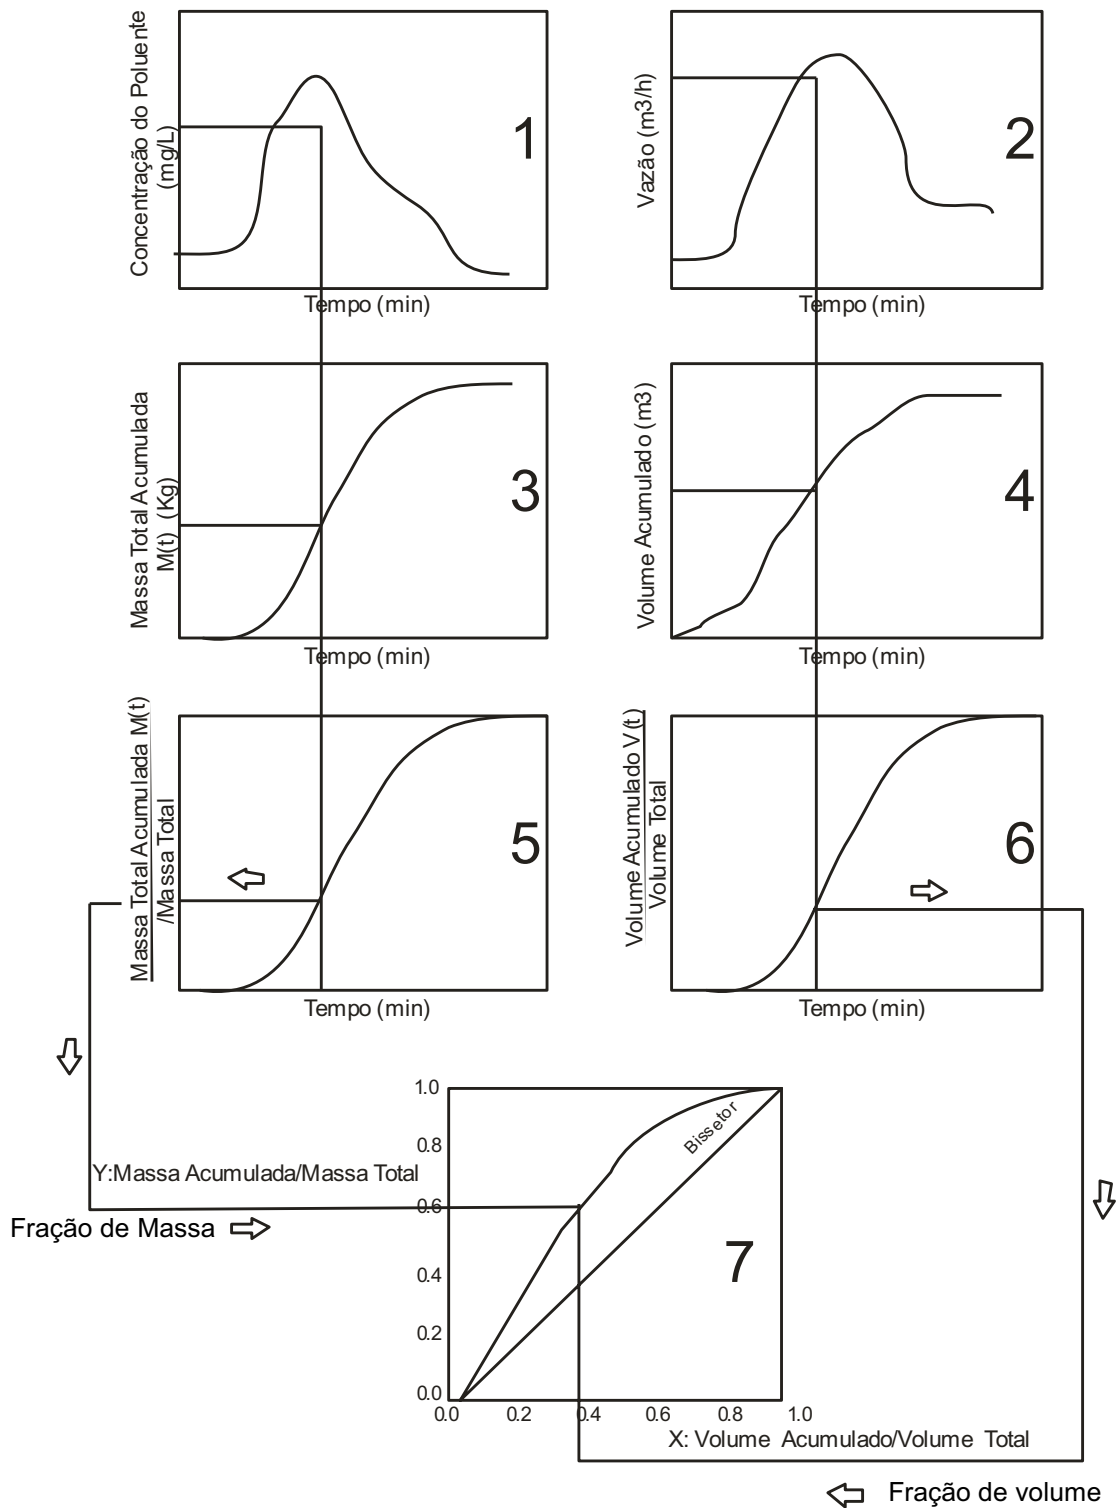 Concentração do Poluente
(mg/L)
1
Tempo (min)
Vazão (m3/h)
2
Tempo (min)
Massa Total Acumulada
M(t) (Kg)
3
Tempo (min)
Volume Acumulado (m3)
4
Tempo (min)
Massa Total Acumulada M(t)
/Massa Total
5
Tempo (min)
Volume Acumulado V(t)
Volume Total
6
Tempo (min)
1.0
0.8
Y:Massa Acumulada/Massa Total
0.6
Fração de Massa
0.4
0.2
0.0
Bissetor
7
0.0 0.2 0.4 0.6 0.8 1.0
X: Volume Acumulado/Volume Total
Fração de volume